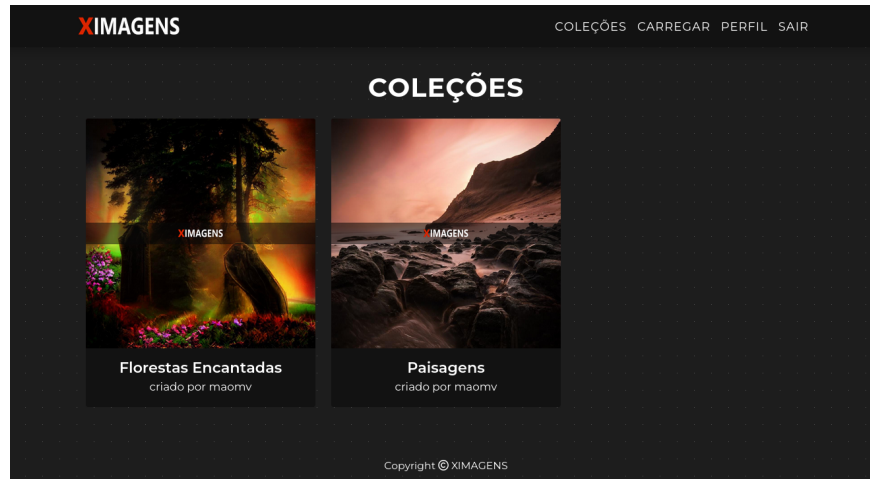 XIMAGENS
COLEÇÕES CARREGAR PERFIL SAIR
COLEÇÕES
XIMAGENS
XIMAGENS
Florestas Encantadas
criado por maomv
Paisagens
criado por maomv
Copyright © XIMAGENS